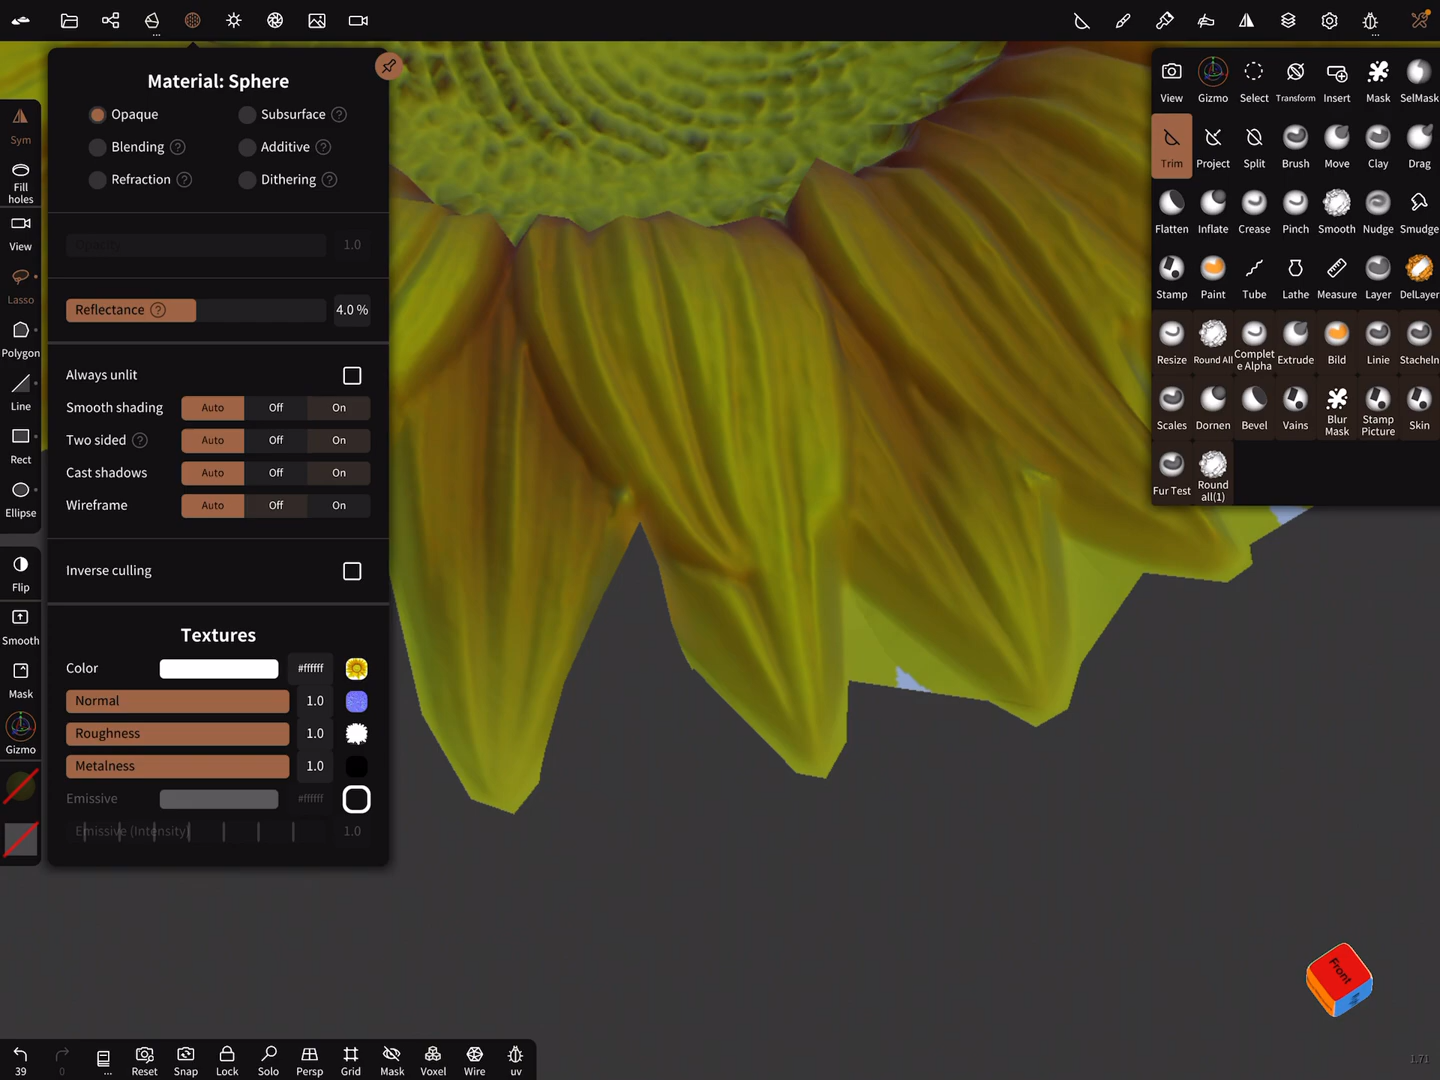 Material: Sphere
Opaque
Subsurface ?
Blending ?
Additive ?
Refraction ?
Dithering ?
Opacity 1.0
Reflectance ? 4.0 %
Always unlit
Smooth shading Auto Off On
Two sided ? Auto Off On
Cast shadows Auto Off On
Wireframe Auto Off On
Inverse culling
Textures
Color #ffffff
Normal 1.0
Roughness 1.0
Metalness 1.0
Emissive #ffffff
Emissive (Intensity) 1.0
Sym
Fill
holes
View
Lasso
Polygon
Line
Rect
Ellipse
Flip
Smooth
Mask
Gizmo
View Gizmo Select Transform Insert Mask SelMask
Trim Project Split Brush Move Clay Drag
Flatten Inflate Crease Pinch Smooth Nudge Smudge
Stamp Paint Tube Lathe Measure Layer DelLayer
Resize Round All Complet
e Alpha Extrude Bild Linie Stacheln
Scales Dornen Bevel Vains Blur
Mask Stamp
Picture Skin
Fur Test Round
all(1)
Front
39 0 ... Reset Snap Lock Solo Persp Grid Mask Voxel Wire uv
1.71